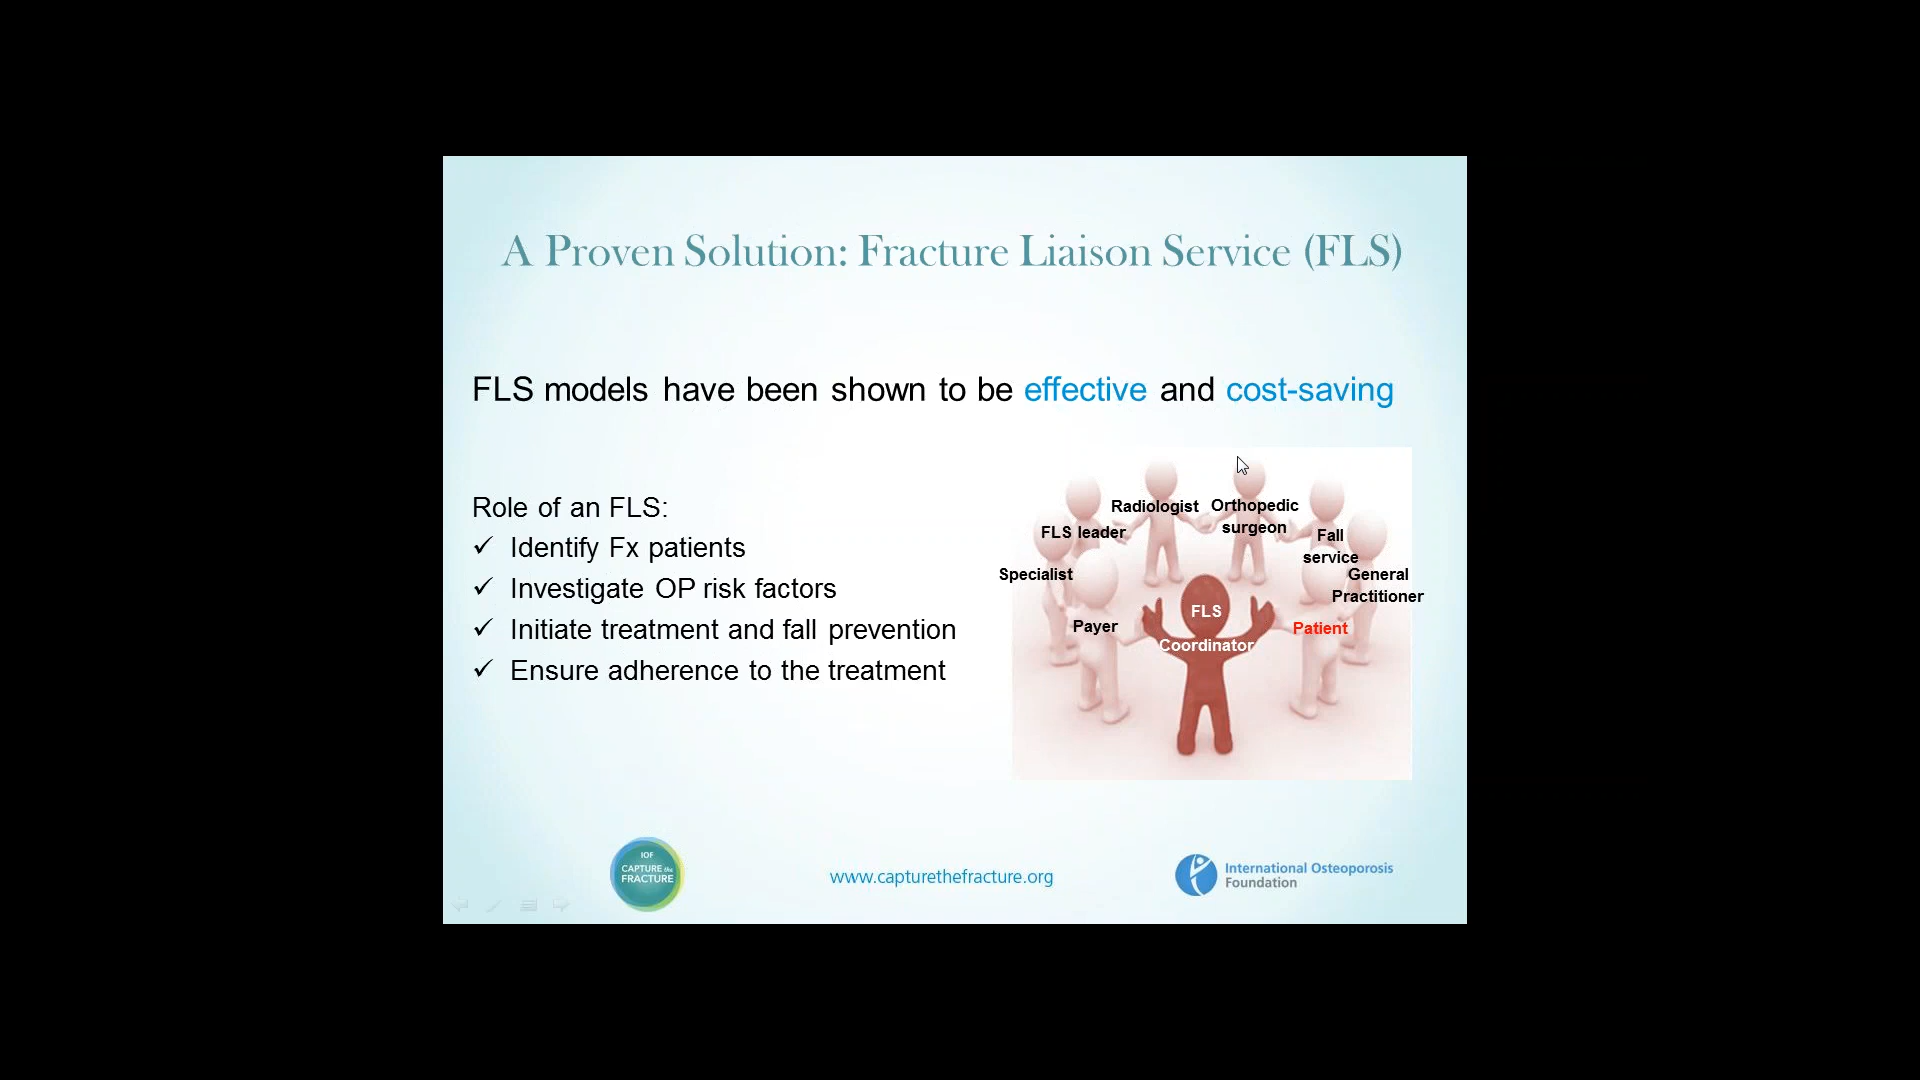 A Proven Solution: Fracture Liaison Service (FLS)
FLS models have been shown to be effective and cost-saving
Role of an FLS:
✓ Identify Fx patients
✓ Investigate OP risk factors
✓ Initiate treatment and fall prevention
✓ Ensure adherence to the treatment
Radiologist
Orthopedic
surgeon
FLS leader
Fall
service
Specialist
General
Practitioner
Payer
FLS
Coordinator
Patient
IOF
CAPTURE the
FRACTURE
www.capturethefracture.org
International Osteoporosis
Foundation